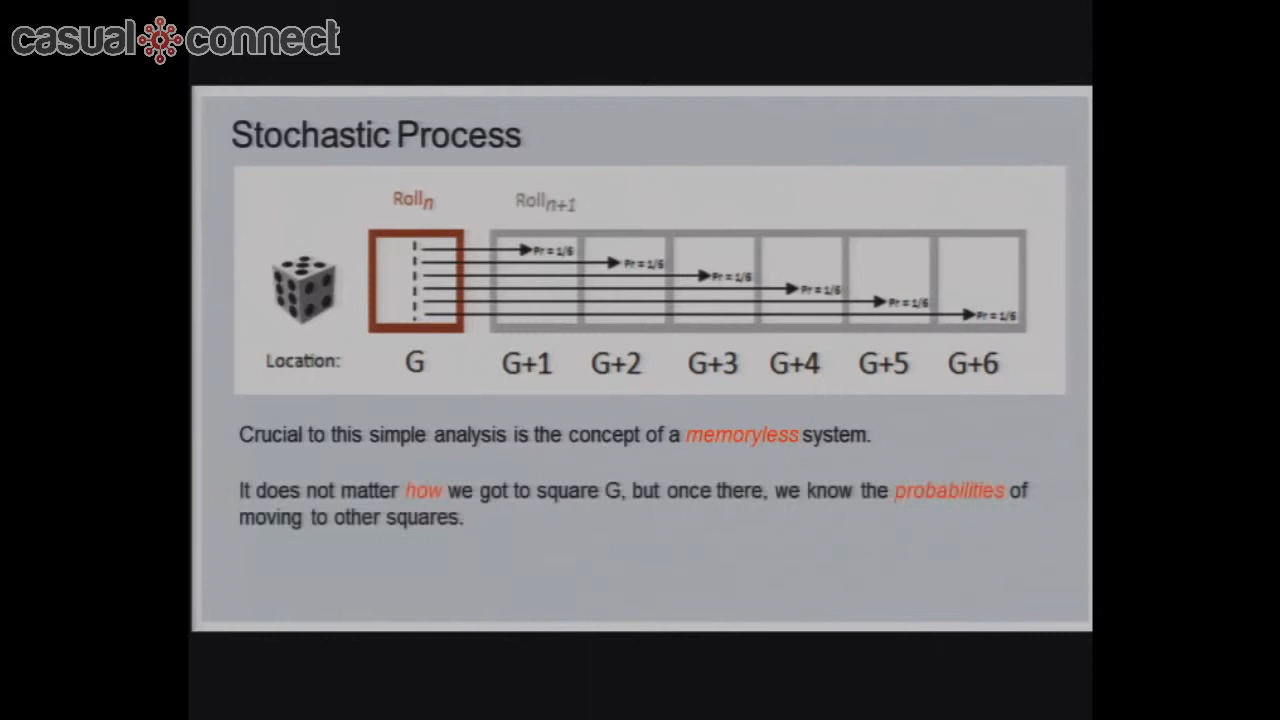 casual connect
Stochastic Process
Roll n Roll n+1
Pr = 1/6
Pr = 1/6
Pr = 1/6
Pr = 1/6
Pr = 1/6
Pr = 1/6
Location: G G+1 G+2 G+3 G+4 G+5 G+6
Crucial to this simple analysis is the concept of a memoryless system.
It does not matter how we got to square G, but once there, we know the probabilities of
moving to other squares.